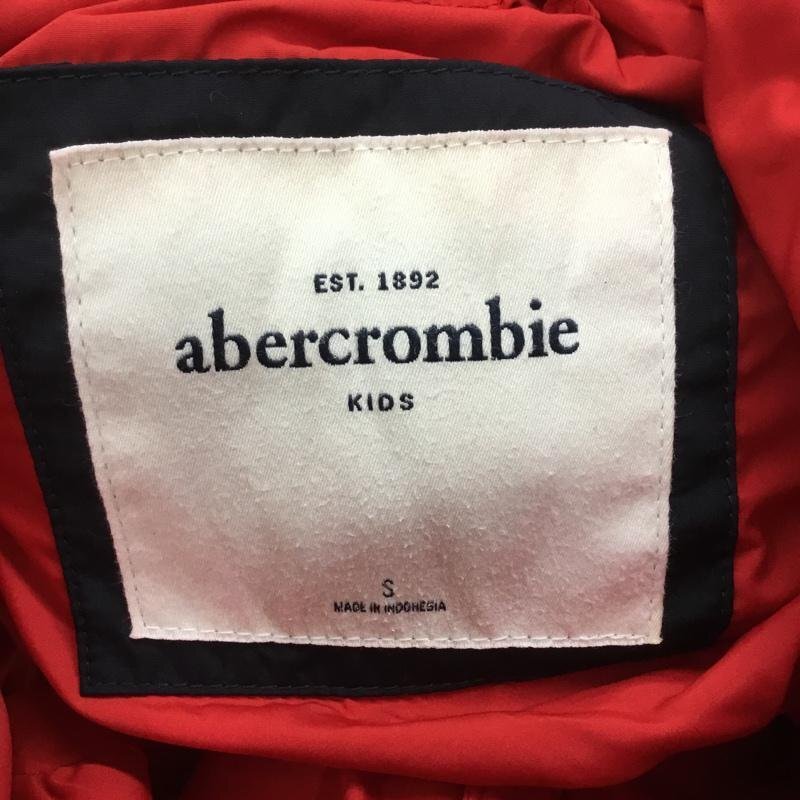 EST. 1892
abercrombie
KIDS
S
MADE IN INDONESIA